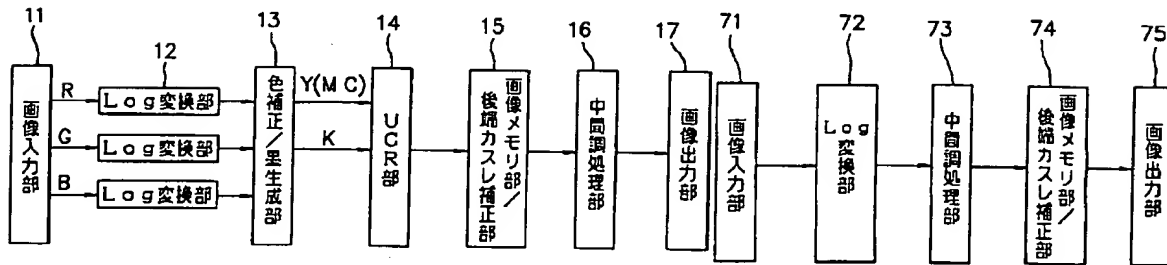 11
画像入力部
R
G
B
12
Log変換部
Log変換部
Log変換部
13
色補正/墨生成部
Y(MC)
K
14
UCR部
15
画像メモリ部/
後端カスレ補正部
16
中間調処理部
17
画像出力部
71
画像入力部
72
Log
変換部
73
中間調処理部
74
画像メモリ部/
後端カスレ補正部
75
画像出力部